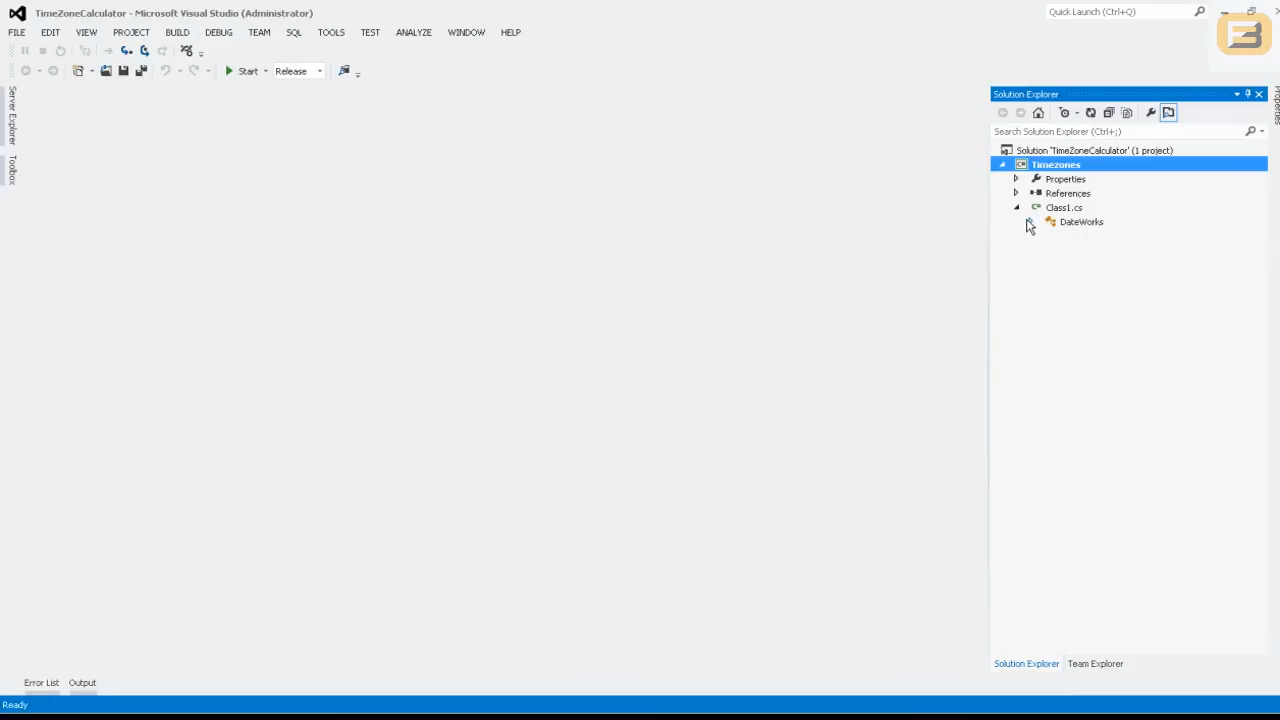 TimeZoneCalculator - Microsoft Visual Studio (Administrator)
Quick Launch (Ctrl+Q)
FILE EDIT VIEW PROJECT BUILD DEBUG TEAM SQL TOOLS TEST ANALYZE WINDOW HELP
Start Release
Server Explorer
Toolbox
Solution Explorer
Properties
Search Solution Explorer (Ctrl+;)
Solution 'TimeZoneCalculator' (1 project)
Timezones
Properties
References
Class1.cs
DateWorks
Solution Explorer Team Explorer
Error List Output
Ready